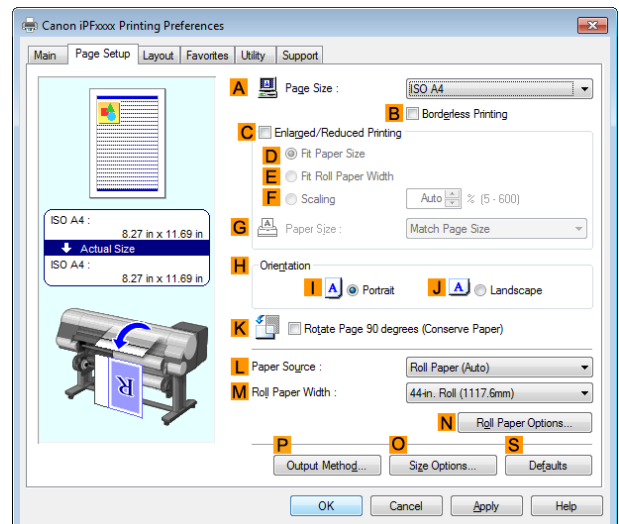 Canon iPFxxxx Printing Preferences
Main Page Setup Layout Favorites Utility Support
A Page Size : ISO A4
B Borderless Printing
C Enlarged/Reduced Printing
D Fit Paper Size
E Fit Roll Paper Width
F Scaling Auto % (5 - 600)
G A Paper Size : Match Page Size
ISO A4 :
8.27 in x 11.69 in
Actual Size
ISO A4 :
8.27 in x 11.69 in
H Orientation
I A Portrait J A Landscape
K Rotate Page 90 degrees (Conserve Paper)
R
L Paper Source : Roll Paper (Auto)
M Roll Paper Width : 44-in. Roll (1117.6mm)
N Roll Paper Options...
P O S
Output Method... Size Options... Defaults
OK Cancel Apply Help